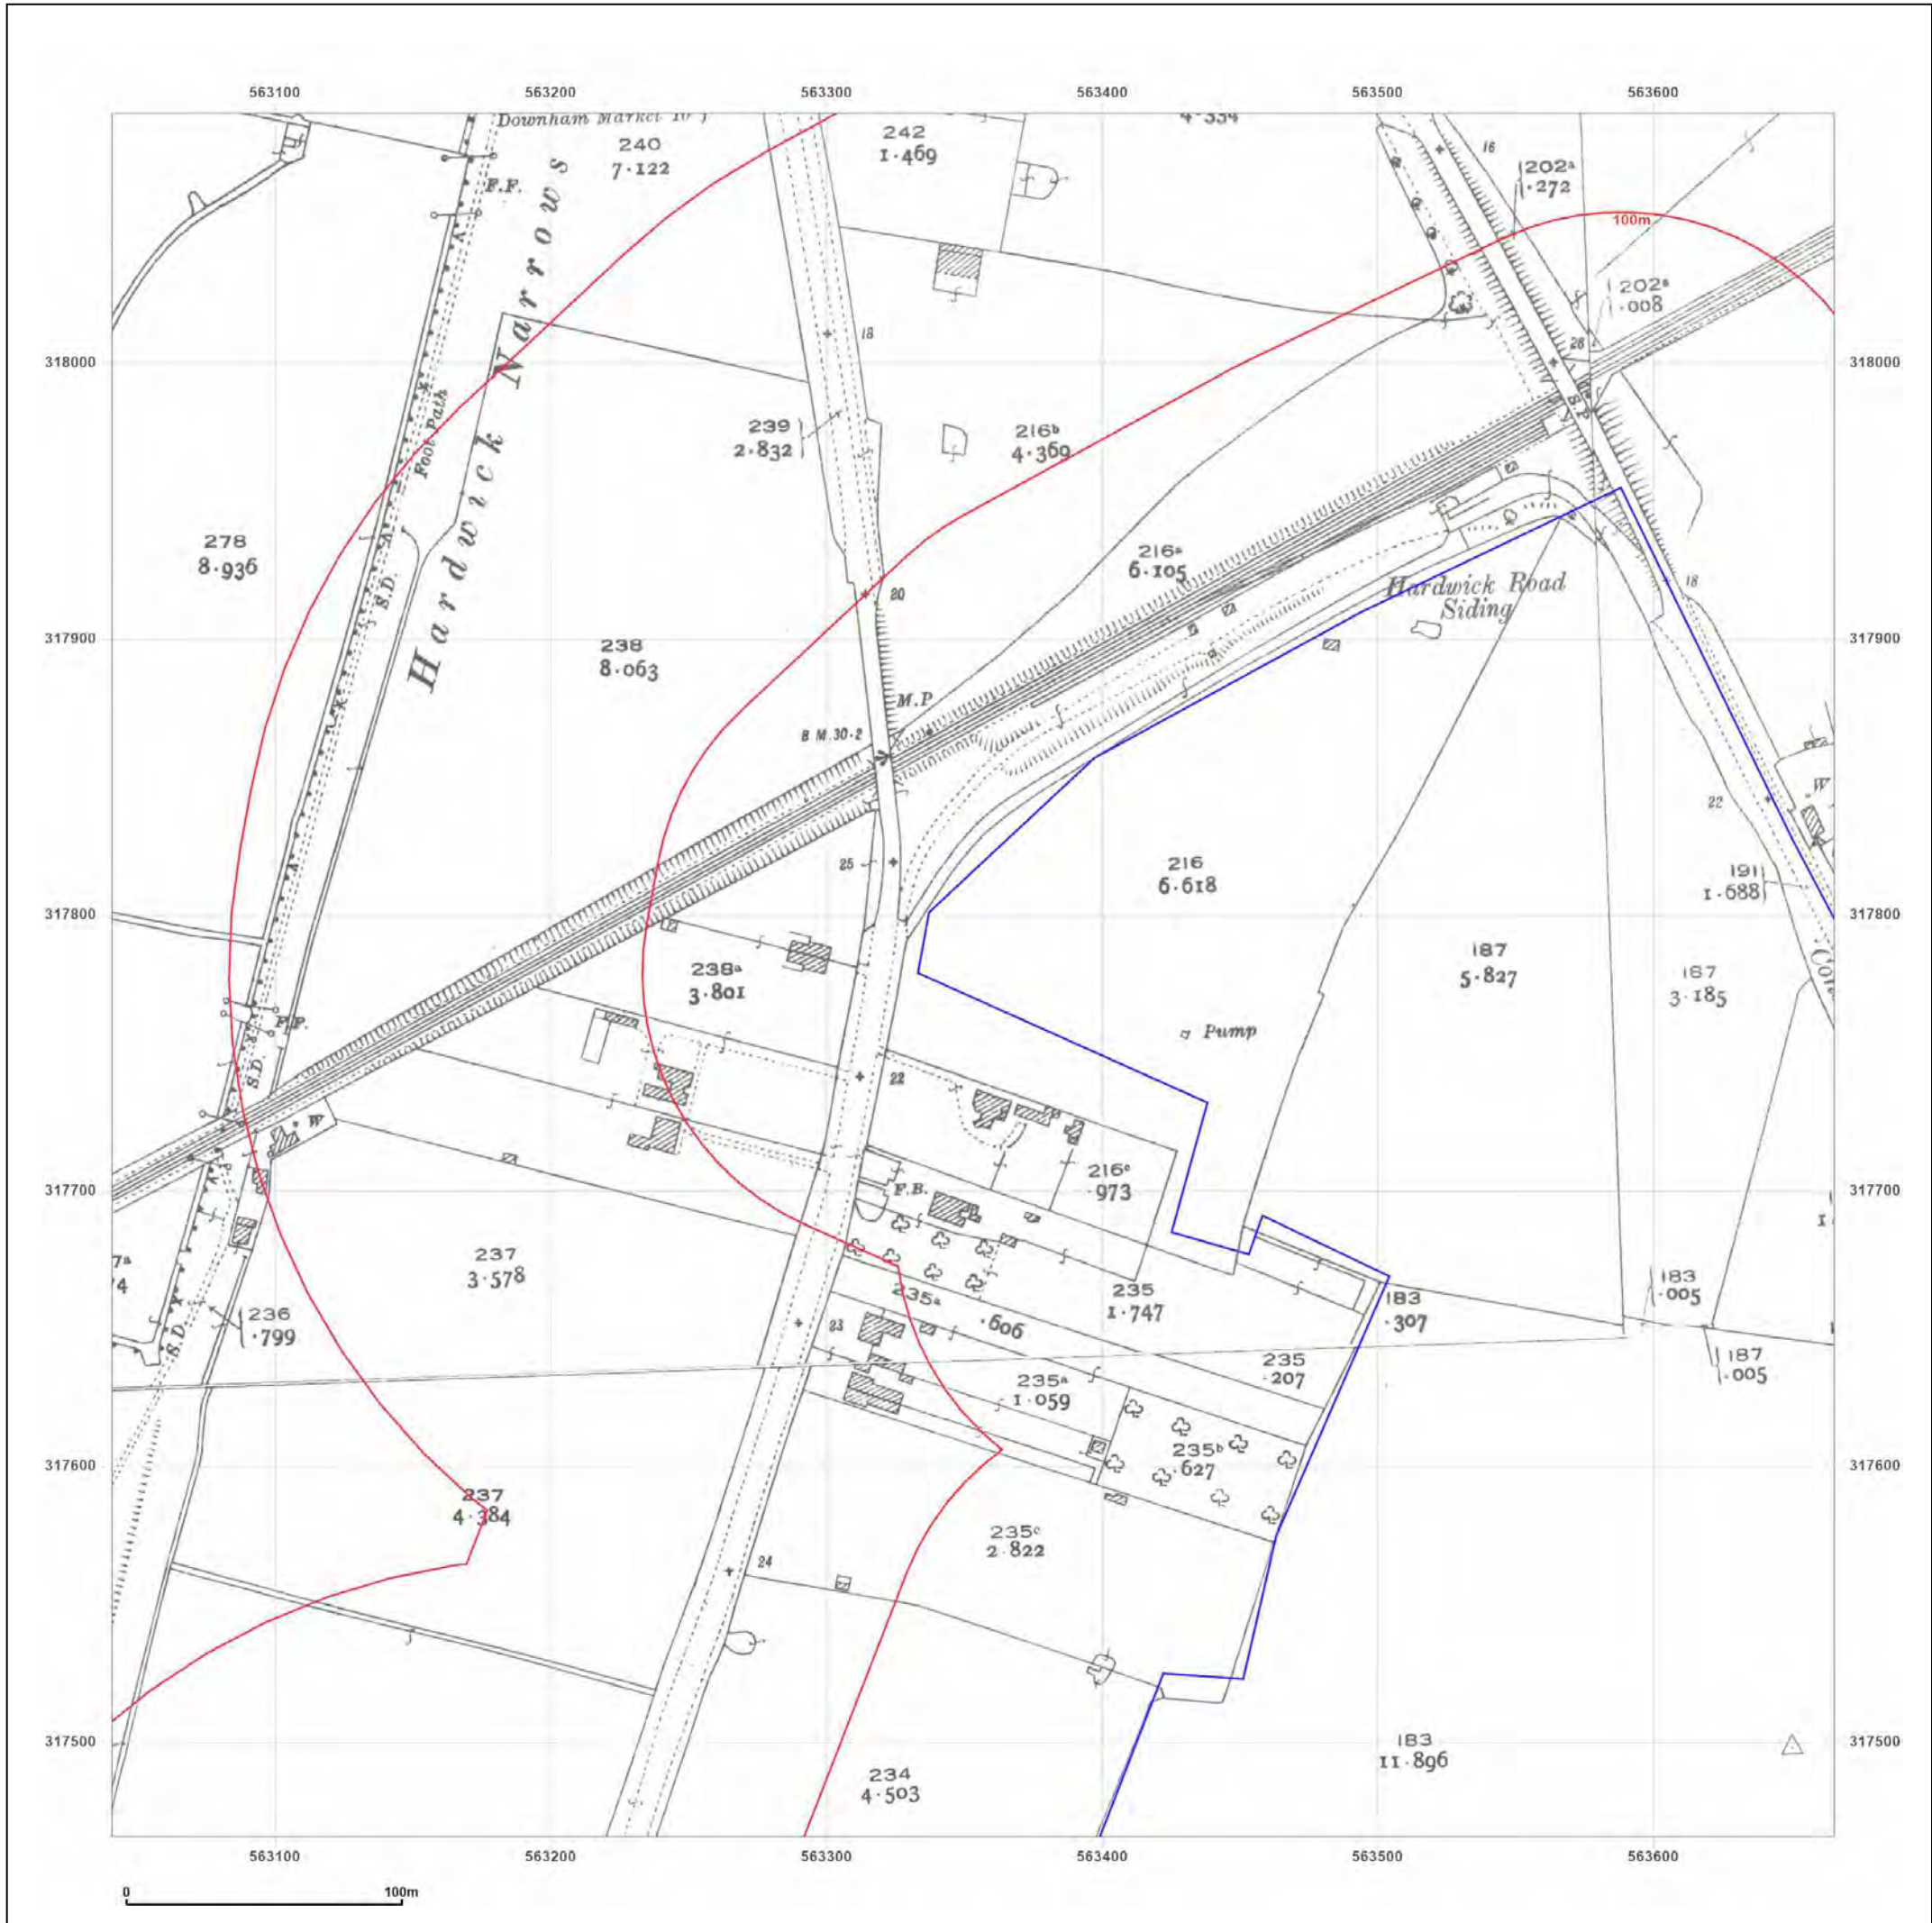 563100 563200 563300 563400 563500 563600
Downham Market 10
240
7·122
242
1·469
4·334
16
202ª
·272
F.P.
100m
Hardwick Narrows
202ª
·008
18
28
318000 318000
S.P
Foot Path
239
2·832
216ᵇ
4·369
278
8·936
216ª
6·105
S.D.
20
Hardwick Road
Siding
18
317900 317900
238
8·063
M.P
B.M.30·2
W
22
25
216
6·618
191
1·688
317800 317800
187
5·827
187
3·185
238ª
3·801
F.P.
Pump
S.D.
22
W
216ᶜ
·973
F.B.
317700 317700
237
3·578
235
1·747
183
·307
183
·005
235ª
·606
236
·799
23
S.D.
235
·207
187
·005
235ª
1·059
235ᵇ
·627
317600 317600
237
4·384
235ᶜ
2·822
24
317500 317500
183
11·896
234
4·503
563100 563200 563300 563400 563500 563600
0 100m